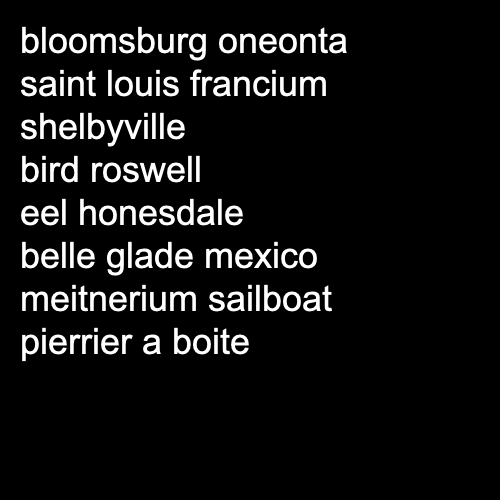 bloomsburg oneonta
saint louis francium
shelbyville
bird roswell
eel honesdale
belle glade mexico
meitnerium sailboat
pierrier a boite